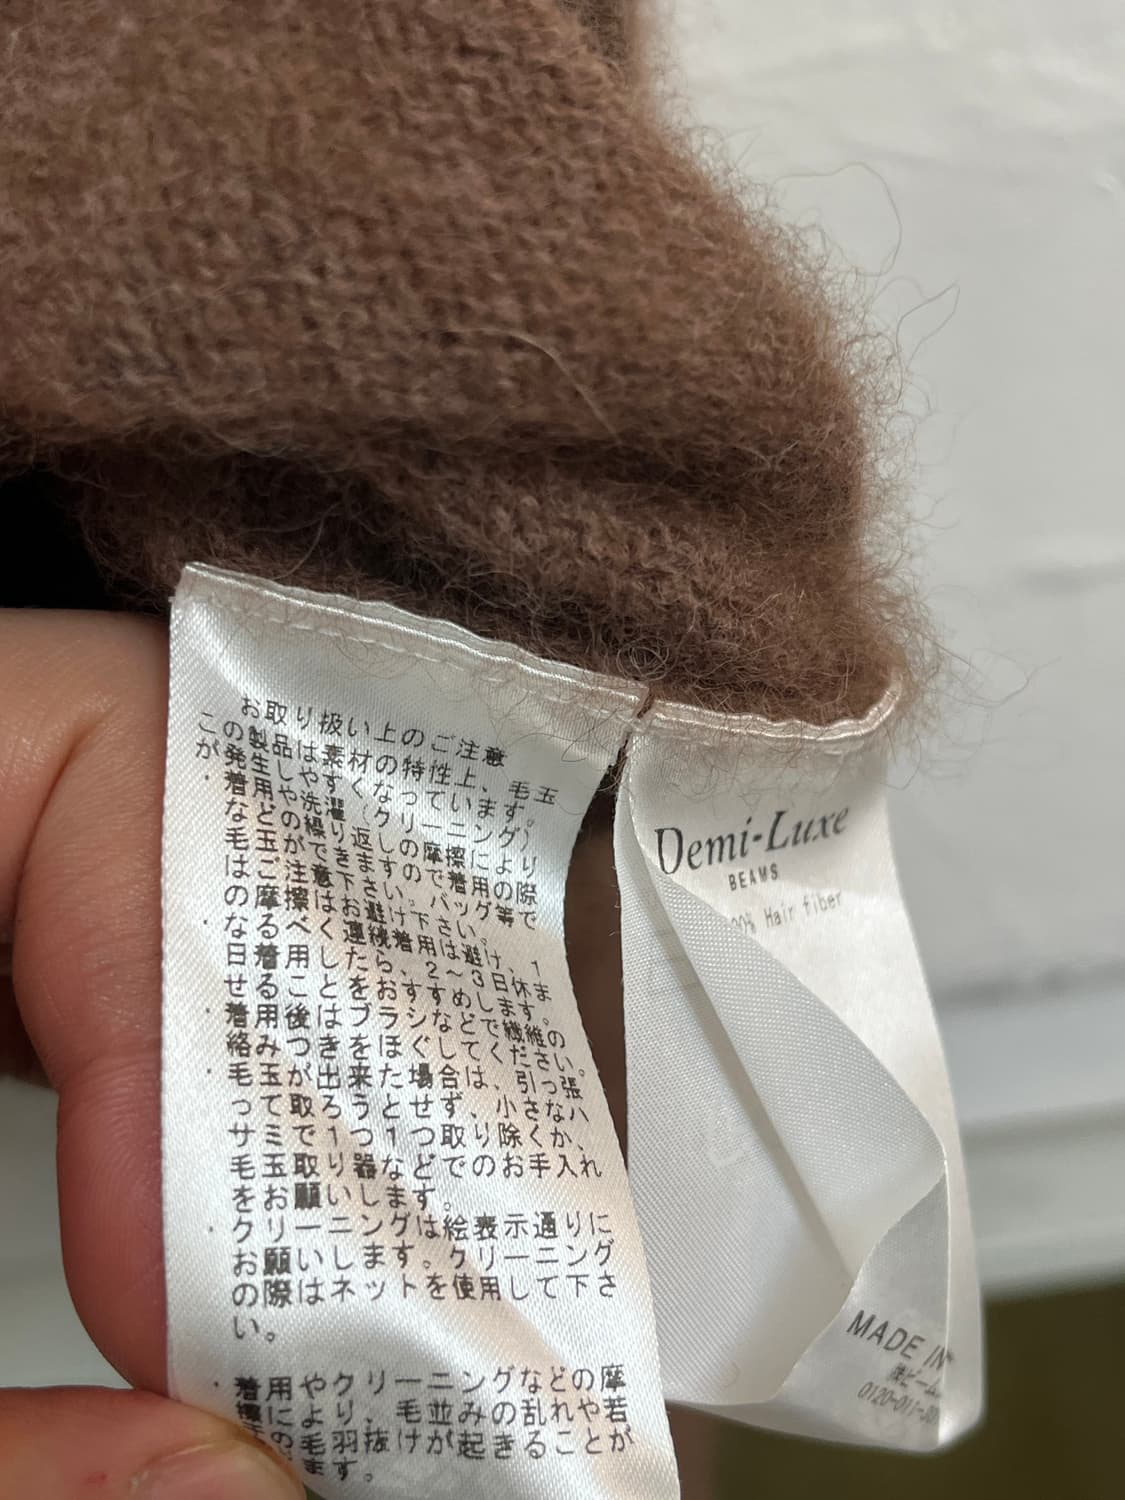 お取り扱い上のご注意
この製品は素材の特性上、毛玉
が発生しやすくなっています。
・着用や洗濯(クリーニング)
などの繰り返しの摩擦により
毛玉ができますので着用の際
はご注意下さい。バッグ等で
の摩擦はお避け下さい。
・なるべく連続着用は避け、1
日着用したら、2~3日休ま
せることをおすすめします。
・着用後はブラシなどで繊維の
絡みつきをほぐしてください。
・毛玉が出来た場合は、引っ張
って取ろうとせず、小さなハ
サミで1つ1つ取り除くか、
毛玉取り器などでのお手入れ
をお願いします。
・クリーニングは絵表示通りに
お願いします。クリーニング
の際はネットを使用して下さ
い。
・着用やクリーニングなどの摩
擦により、毛並みの乱れや若
の毛羽抜けが起きることが
ます。
Demi-Luxe
BEAMS
% Hair fiber
MADE IN
㈱ビーム
0120-011-